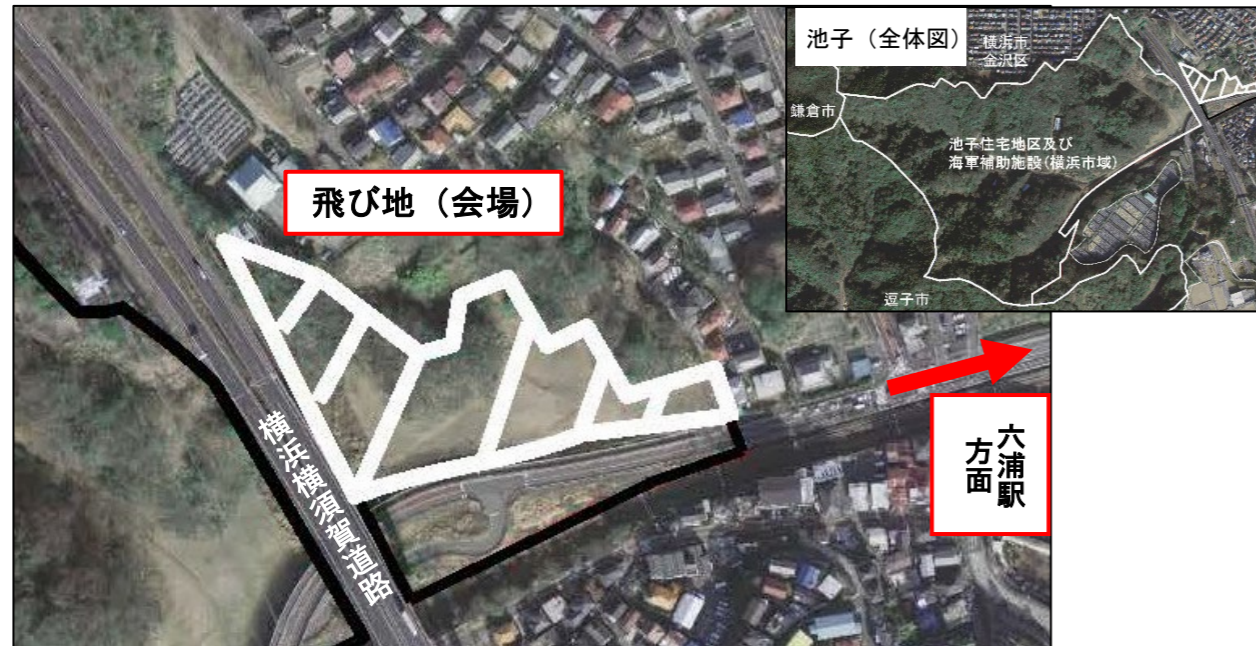 池子（全体図）
横浜市
金沢区
鎌倉市
池子住宅地区及び
海軍補助施設(横浜市域)
逗子市
飛び地（会場）
横浜横須賀道路
六浦駅
方面